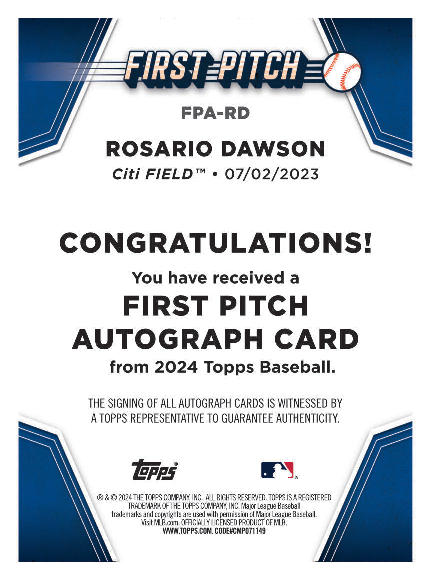 FIRST PITCH
FPA-RD
ROSARIO DAWSON
Citi FIELD™ • 07/02/2023
CONGRATULATIONS!
You have received a
FIRST PITCH
AUTOGRAPH CARD
from 2024 Topps Baseball.
THE SIGNING OF ALL AUTOGRAPH CARDS IS WITNESSED BY
A TOPPS REPRESENTATIVE TO GUARANTEE AUTHENTICITY.
topps
® & © 2024 THE TOPPS COMPANY, INC. ALL RIGHTS RESERVED. TOPPS IS A REGISTERED
TRADEMARK OF THE TOPPS COMPANY, INC. Major League Baseball
trademarks and copyrights are used with permission of Major League Baseball.
Visit MLB.com. OFFICIALLY LICENSED PRODUCT OF MLB.
WWW.TOPPS.COM. CODE#CMP071149